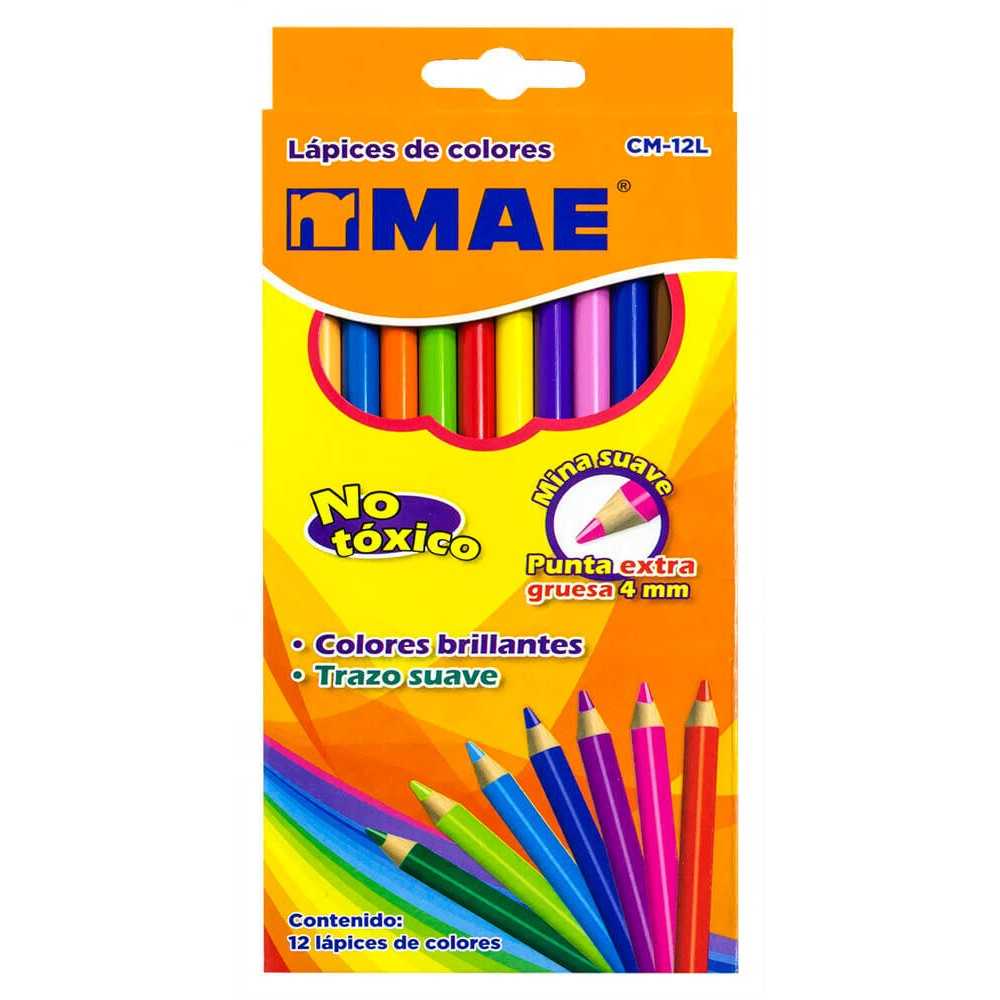 Lápices de colores
CM-12L
MAE®
No
tóxico
Mina suave
Punta extra
gruesa 4 mm
• Colores brillantes
• Trazo suave
Contenido:
12 lápices de colores